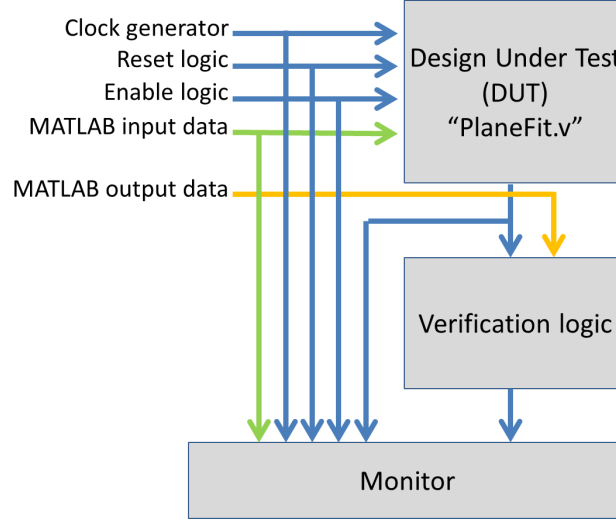 Clock generator
Reset logic
Enable logic
MATLAB input data
MATLAB output data
Design Under Test
(DUT)
“PlaneFit.v”
Verification logic
Monitor